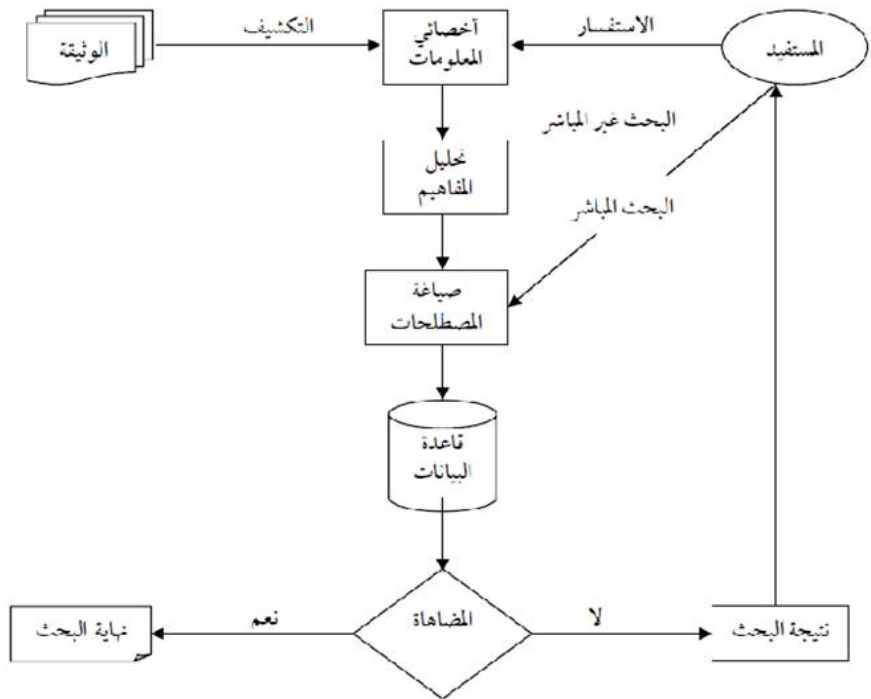 المستفيد
الاستفسار
أخصائي
المعلومات
التكشيف
الوثيقة
البحث غير المباشر
تحليل
المفاهيم
البحث المباشر
صياغة
المصطلحات
قاعدة
البيانات
نتيجة البحث
لا
المضاهاة
نعم
نهاية البحث